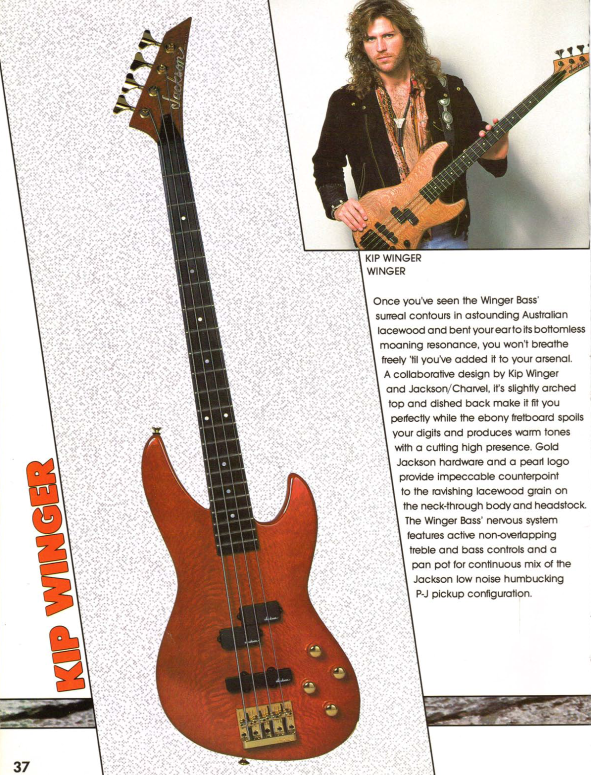 Jackson
Jackson
KIP WINGER
WINGER
Once you've seen the Winger Bass'
surreal contours in astounding Australian
lacewood and bent your ear to its bottomless
moaning resonance, you won't breathe
freely 'til you've added it to your arsenal.
A collaborative design by Kip Winger
and Jackson/Charvel, it's slightly arched
top and dished back make it fit you
perfectly while the ebony fretboard spoils
your digits and produces warm tones
with a cutting high presence. Gold
Jackson hardware and a pearl logo
provide impeccable counterpoint
to the ravishing lacewood grain on
the neck-through body and headstock.
The Winger Bass' nervous system
features active non-overlapping
treble and bass controls and a
pan pot for continuous mix of the
Jackson low noise humbucking
P-J pickup configuration.
KIP WINGER
37